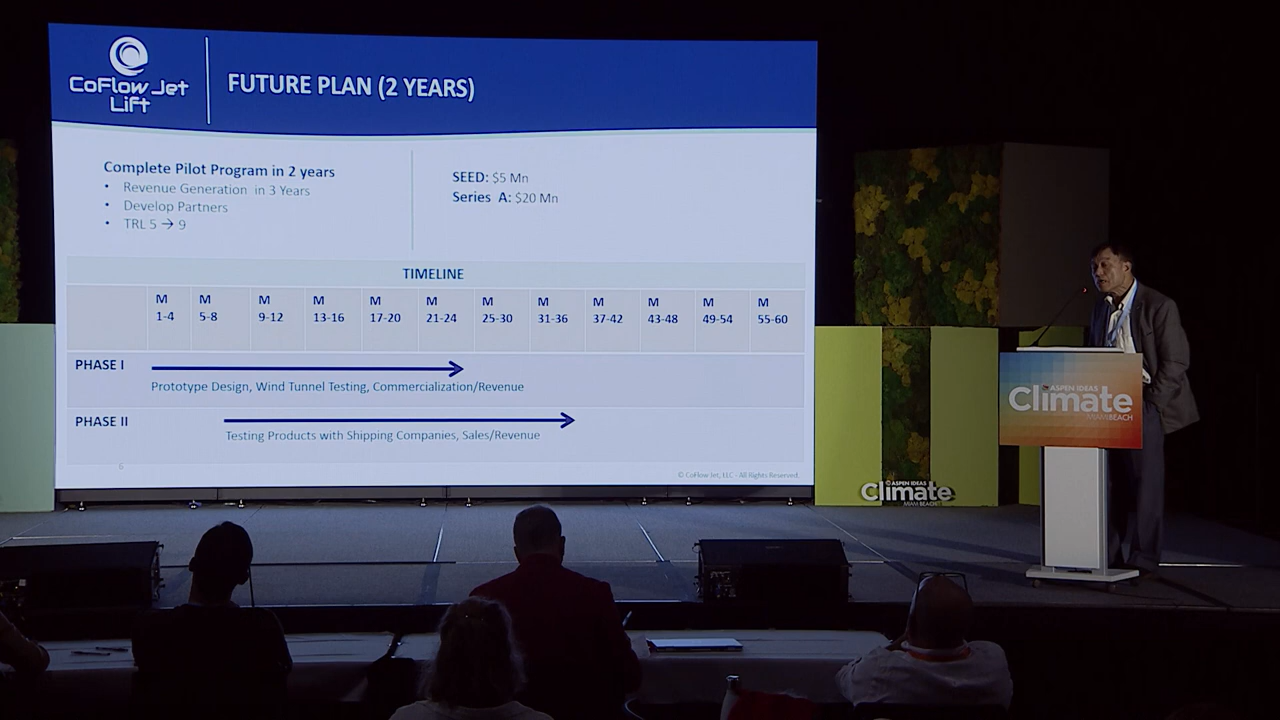 CoFlow Jet
Lift
FUTURE PLAN (2 YEARS)
Complete Pilot Program in 2 years
• Revenue Generation in 3 Years
• Develop Partners
• TRL 5 → 9
SEED: $5 Mn
Series A: $20 Mn
TIMELINE
M 1-4
M 5-8
M 9-12
M 13-16
M 17-20
M 21-24
M 25-30
M 31-36
M 37-42
M 43-48
M 49-54
M 55-60
PHASE I
Prototype Design, Wind Tunnel Testing, Commercialization/Revenue
PHASE II
Testing Products with Shipping Companies, Sales/Revenue
6
© CoFlow Jet, LLC - All Rights Reserved.
ASPEN IDEAS
Climate
MIAMI BEACH
ASPEN IDEAS
Climate
MIAMI BEACH